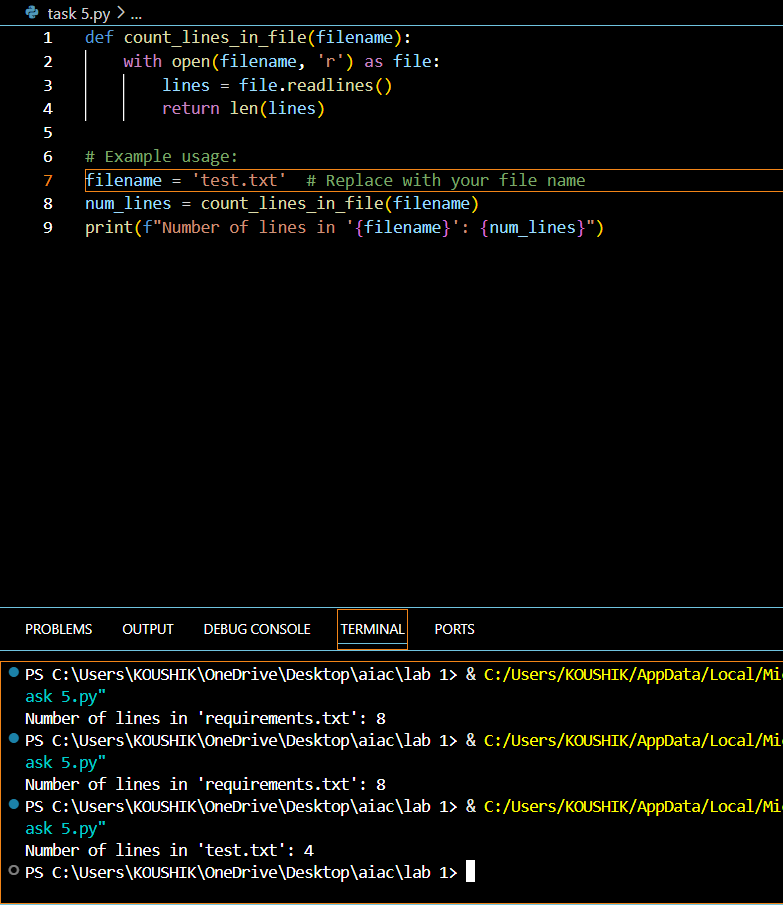 task 5.py > ...
1 def count_lines_in_file(filename):
2     with open(filename, 'r') as file:
3         lines = file.readlines()
4         return len(lines)
5
6 # Example usage:
7 filename = 'test.txt'  # Replace with your file name
8 num_lines = count_lines_in_file(filename)
9 print(f"Number of lines in '{filename}': {num_lines}")
PROBLEMS OUTPUT DEBUG CONSOLE TERMINAL PORTS
PS C:\Users\KOUSHIK\OneDrive\Desktop\aiac\lab 1> & C:/Users/KOUSHIK/AppData/Local/Mi
ask 5.py"
Number of lines in 'requirements.txt': 8
PS C:\Users\KOUSHIK\OneDrive\Desktop\aiac\lab 1> & C:/Users/KOUSHIK/AppData/Local/Mi
ask 5.py"
Number of lines in 'requirements.txt': 8
PS C:\Users\KOUSHIK\OneDrive\Desktop\aiac\lab 1> & C:/Users/KOUSHIK/AppData/Local/Mi
ask 5.py"
Number of lines in 'test.txt': 4
PS C:\Users\KOUSHIK\OneDrive\Desktop\aiac\lab 1>